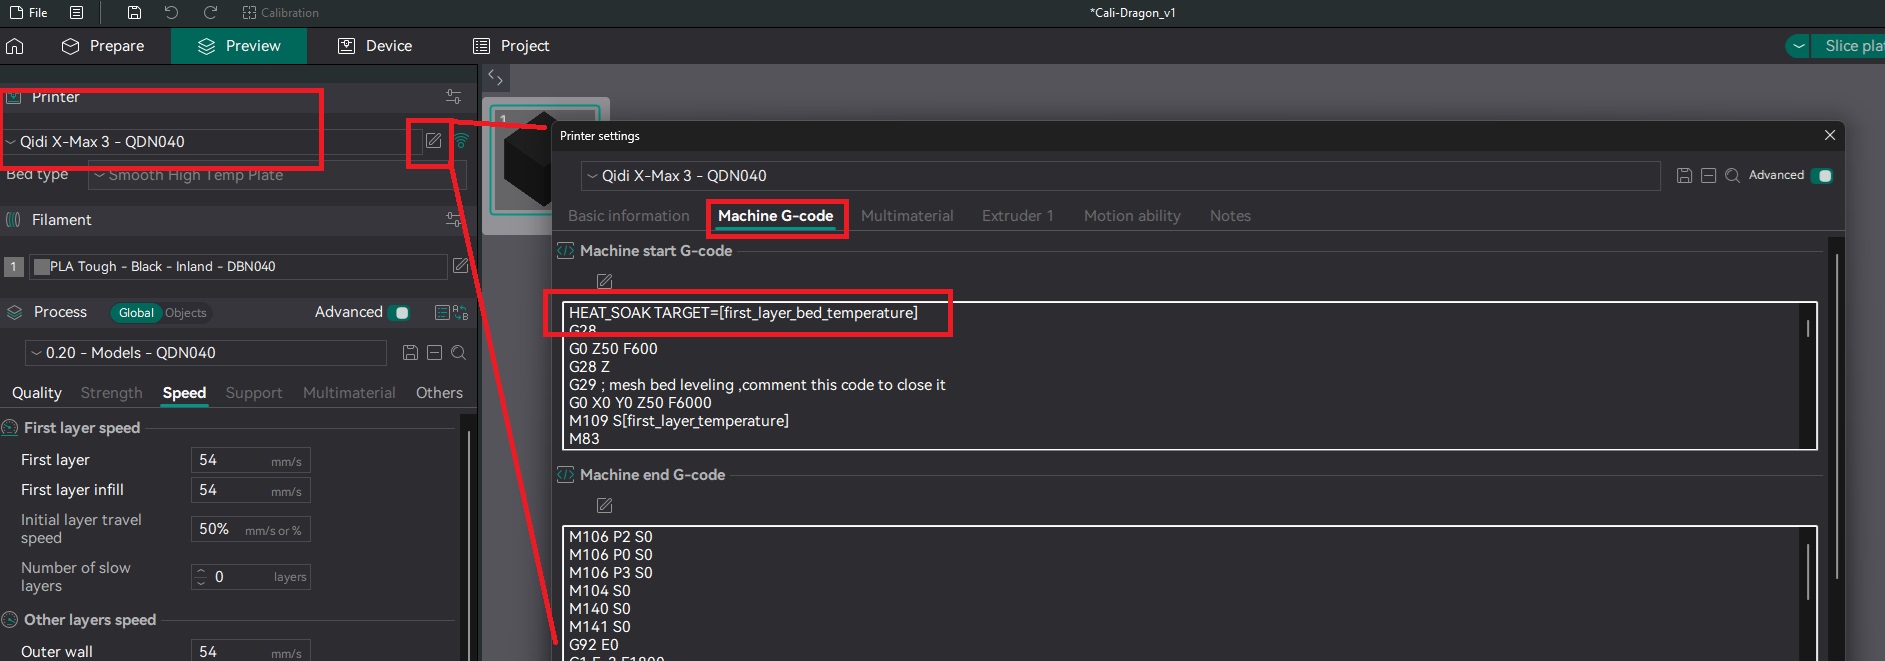 File
Calibration
*Cali-Dragon_v1
Prepare
Preview
Device
Project
Slice
Printer
Qidi X-Max 3 - QDN040
Bed type
Smooth High Temp Plate
Filament
1
PLA Tough - Black - Inland - DBN040
Process
Global
Objects
Advanced
0.20 - Models - QDN040
Quality
Strength
Speed
Support
Multimaterial
Others
First layer speed
First layer
54 mm/s
First layer infill
54 mm/s
Initial layer travel
speed
50% mm/s or %
Number of slow
layers
0 layers
Other layers speed
Outer wall
54 mm/s
1
Printer settings
Qidi X-Max 3 - QDN040
Advanced
Basic information
Machine G-code
Multimaterial
Extruder 1
Motion ability
Notes
Machine start G-code
HEAT_SOAK TARGET=[first_layer_bed_temperature]
G28
G0 Z50 F600
G28 Z
G29 ; mesh bed leveling ,comment this code to close it
G0 X0 Y0 Z50 F6000
M109 S[first_layer_temperature]
M83
Machine end G-code
M106 P2 S0
M106 P0 S0
M106 P3 S0
M104 S0
M140 S0
M141 S0
G92 E0
G1 E-3 F1800